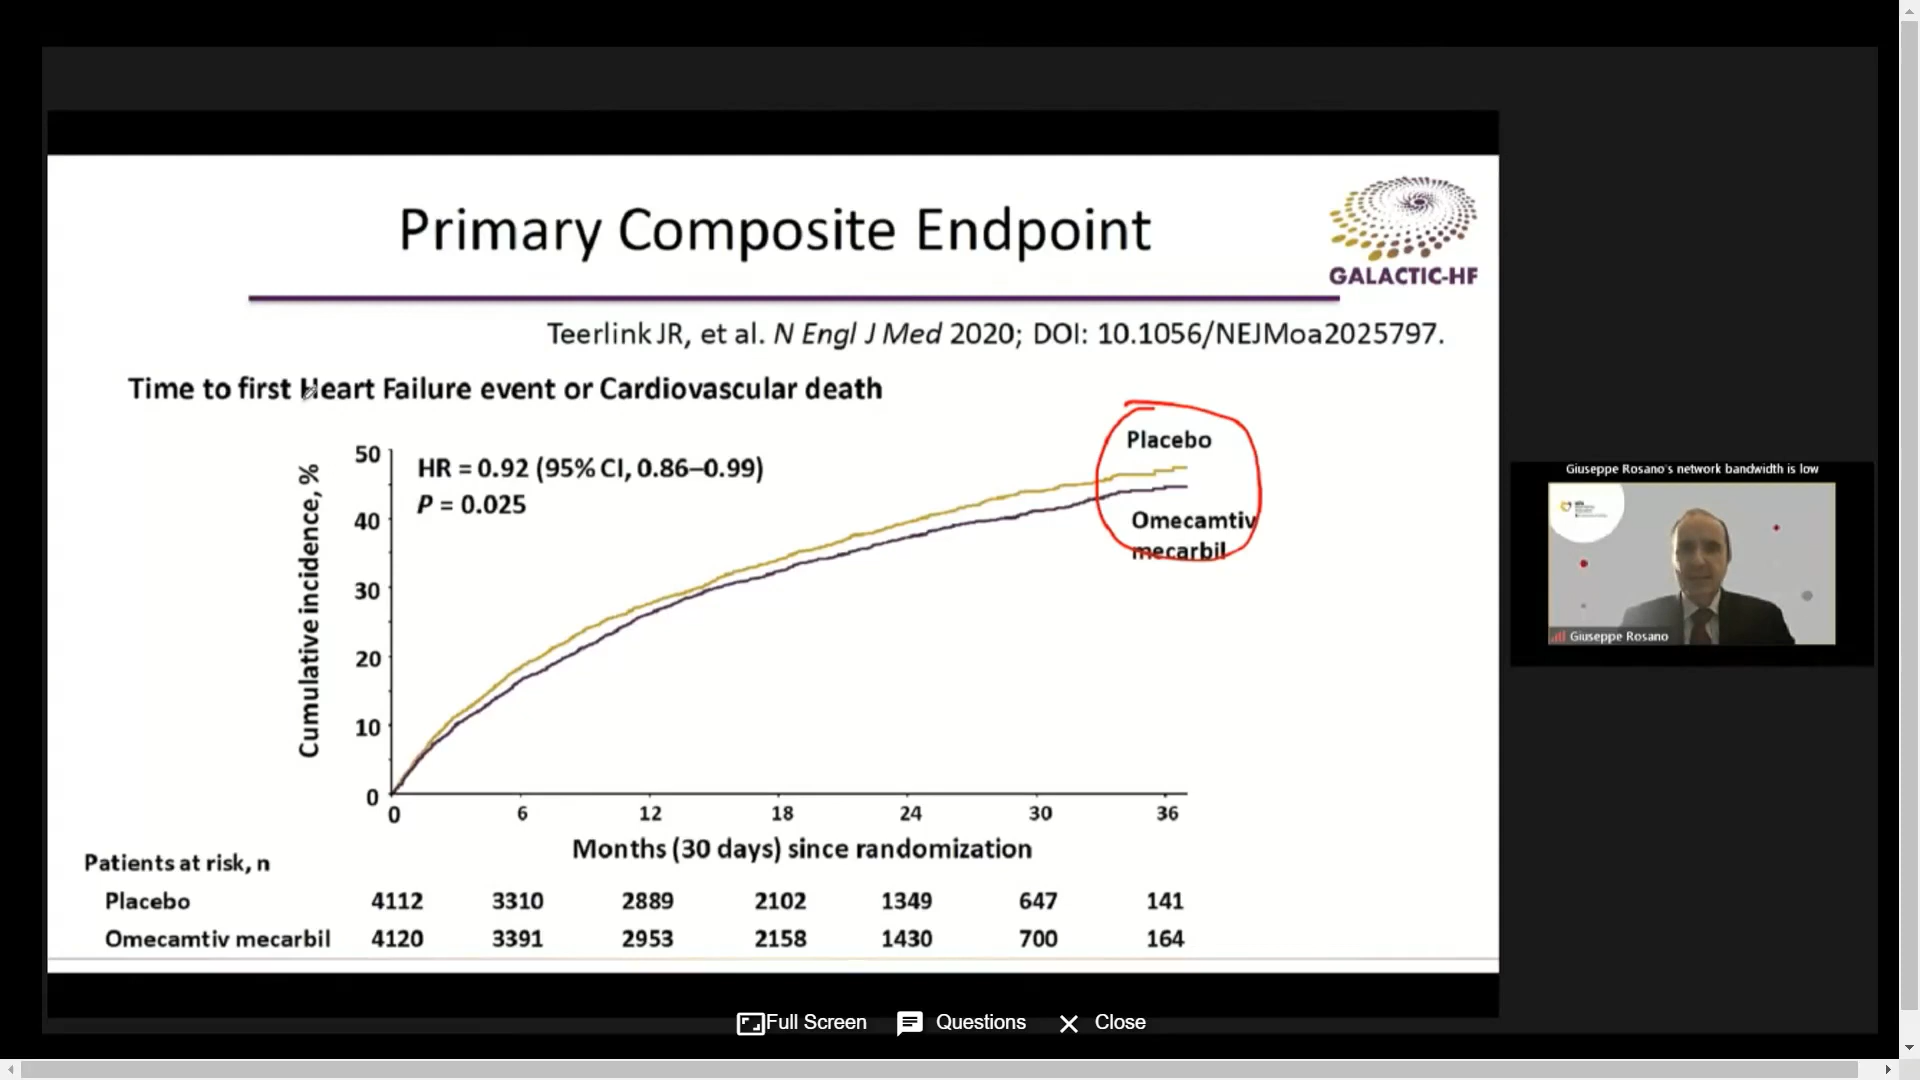 Primary Composite Endpoint
GALACTIC-HF
Teerlink JR, et al. N Engl J Med 2020; DOI: 10.1056/NEJMoa2025797.
Time to first Heart Failure event or Cardiovascular death
Cumulative incidence, %
50
40
30
20
10
0
HR = 0.92 (95% CI, 0.86–0.99)
P = 0.025
Placebo
Omecamtiv
mecarbil
0 6 12 18 24 30 36
Months (30 days) since randomization
Patients at risk, n
Placebo 4112 3310 2889 2102 1349 647 141
Omecamtiv mecarbil 4120 3391 2953 2158 1430 700 164
Giuseppe Rosano's network bandwidth is low
Giuseppe Rosano
Full Screen Questions Close